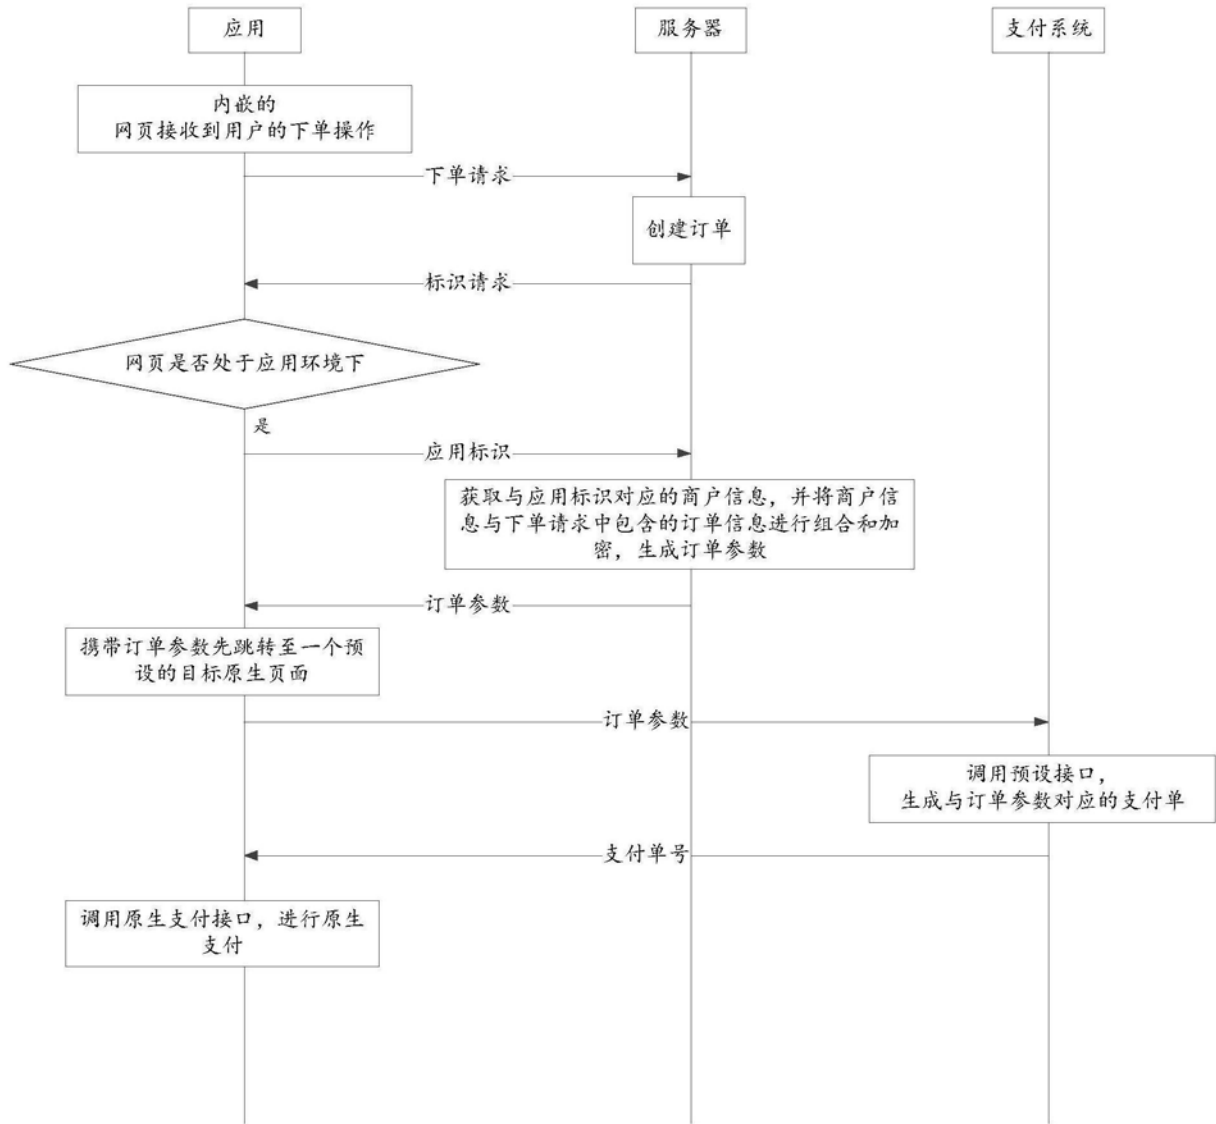 应用
服务器
支付系统
内嵌的
网页接收到用户的下单操作
下单请求
创建订单
标识请求
网页是否处于应用环境下
是
应用标识
获取与应用标识对应的商户信息，并将商户信
息与下单请求中包含的订单信息进行组合和加
密，生成订单参数
订单参数
携带订单参数先跳转至一个预
设的目标原生页面
订单参数
调用预设接口，
生成与订单参数对应的支付单
支付单号
调用原生支付接口，进行原生
支付